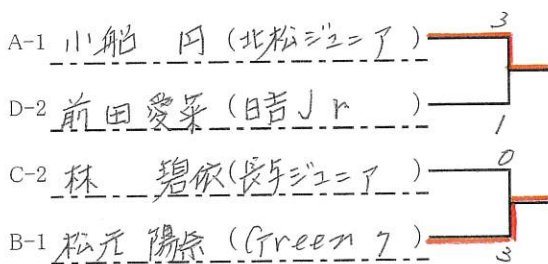 A-1 小船 円 (北松ジュニア)
3
D-2 前田 愛采 (日吉Jr)
1
C-2 林 碧依 (長与ジュニア)
0
B-1 松元 陽奈 (Green 7)
3